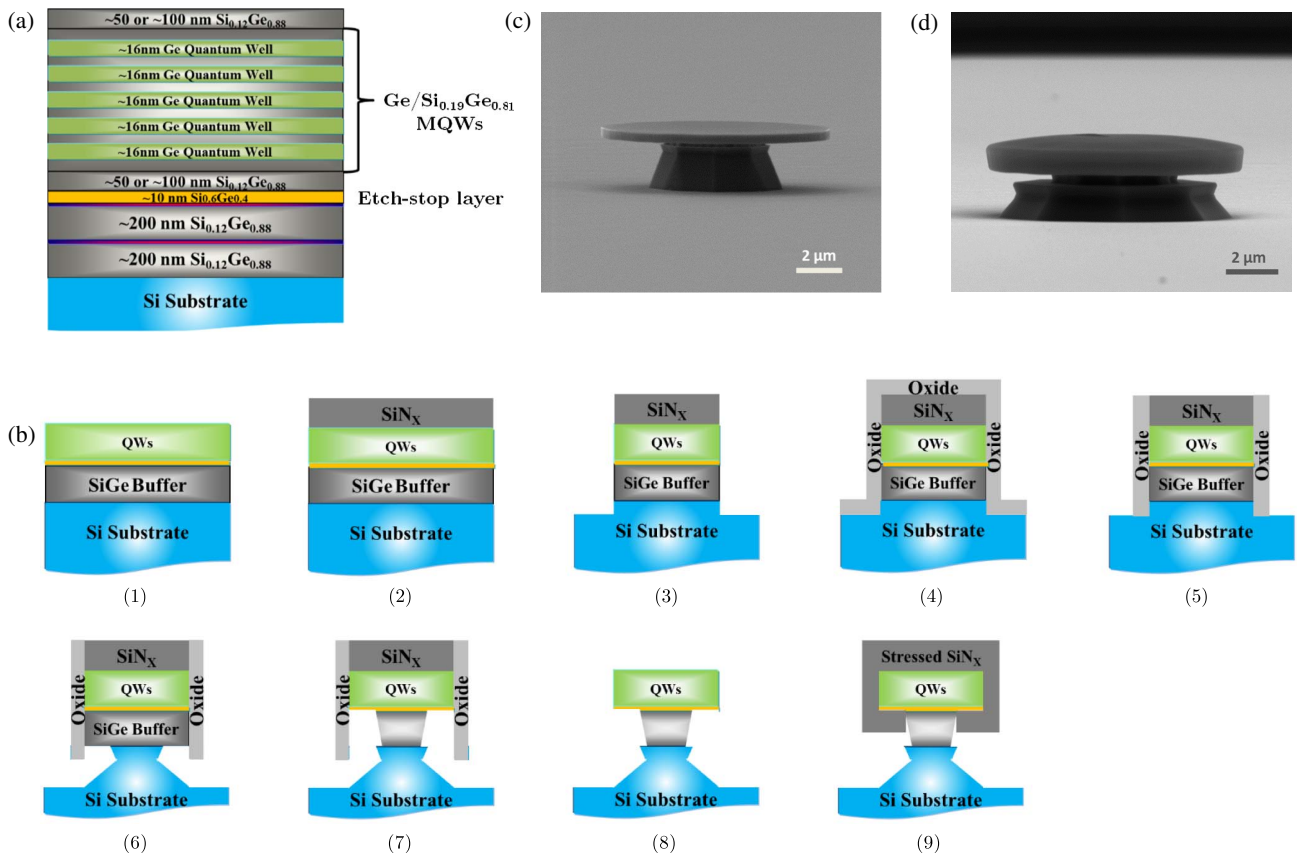 (a)
~50 or ~100 nm Si0.12Ge0.88
~16nm Ge Quantum Well
~16nm Ge Quantum Well
~16nm Ge Quantum Well
~16nm Ge Quantum Well
~16nm Ge Quantum Well
Ge/Si0.19Ge0.81
MQWs
~50 or ~100 nm Si0.12Ge0.88
~10 nm Si0.6Ge0.4
Etch-stop layer
~200 nm Si0.12Ge0.88
~200 nm Si0.12Ge0.88
Si Substrate
(c)
2 µm
(d)
2 µm
(b)
QWs
SiGe Buffer
Si Substrate
(1)
SiNX
QWs
SiGe Buffer
Si Substrate
(2)
SiNX
QWs
SiGe Buffer
Si Substrate
(3)
Oxide
SiNX
Oxide
QWs
Oxide
SiGe Buffer
Si Substrate
(4)
SiNX
Oxide
QWs
Oxide
SiGe Buffer
Si Substrate
(5)
SiNX
Oxide
QWs
Oxide
SiGe Buffer
Si Substrate
(6)
SiNX
Oxide
QWs
Oxide
Si Substrate
(7)
QWs
Si Substrate
(8)
Stressed SiNX
QWs
Si Substrate
(9)